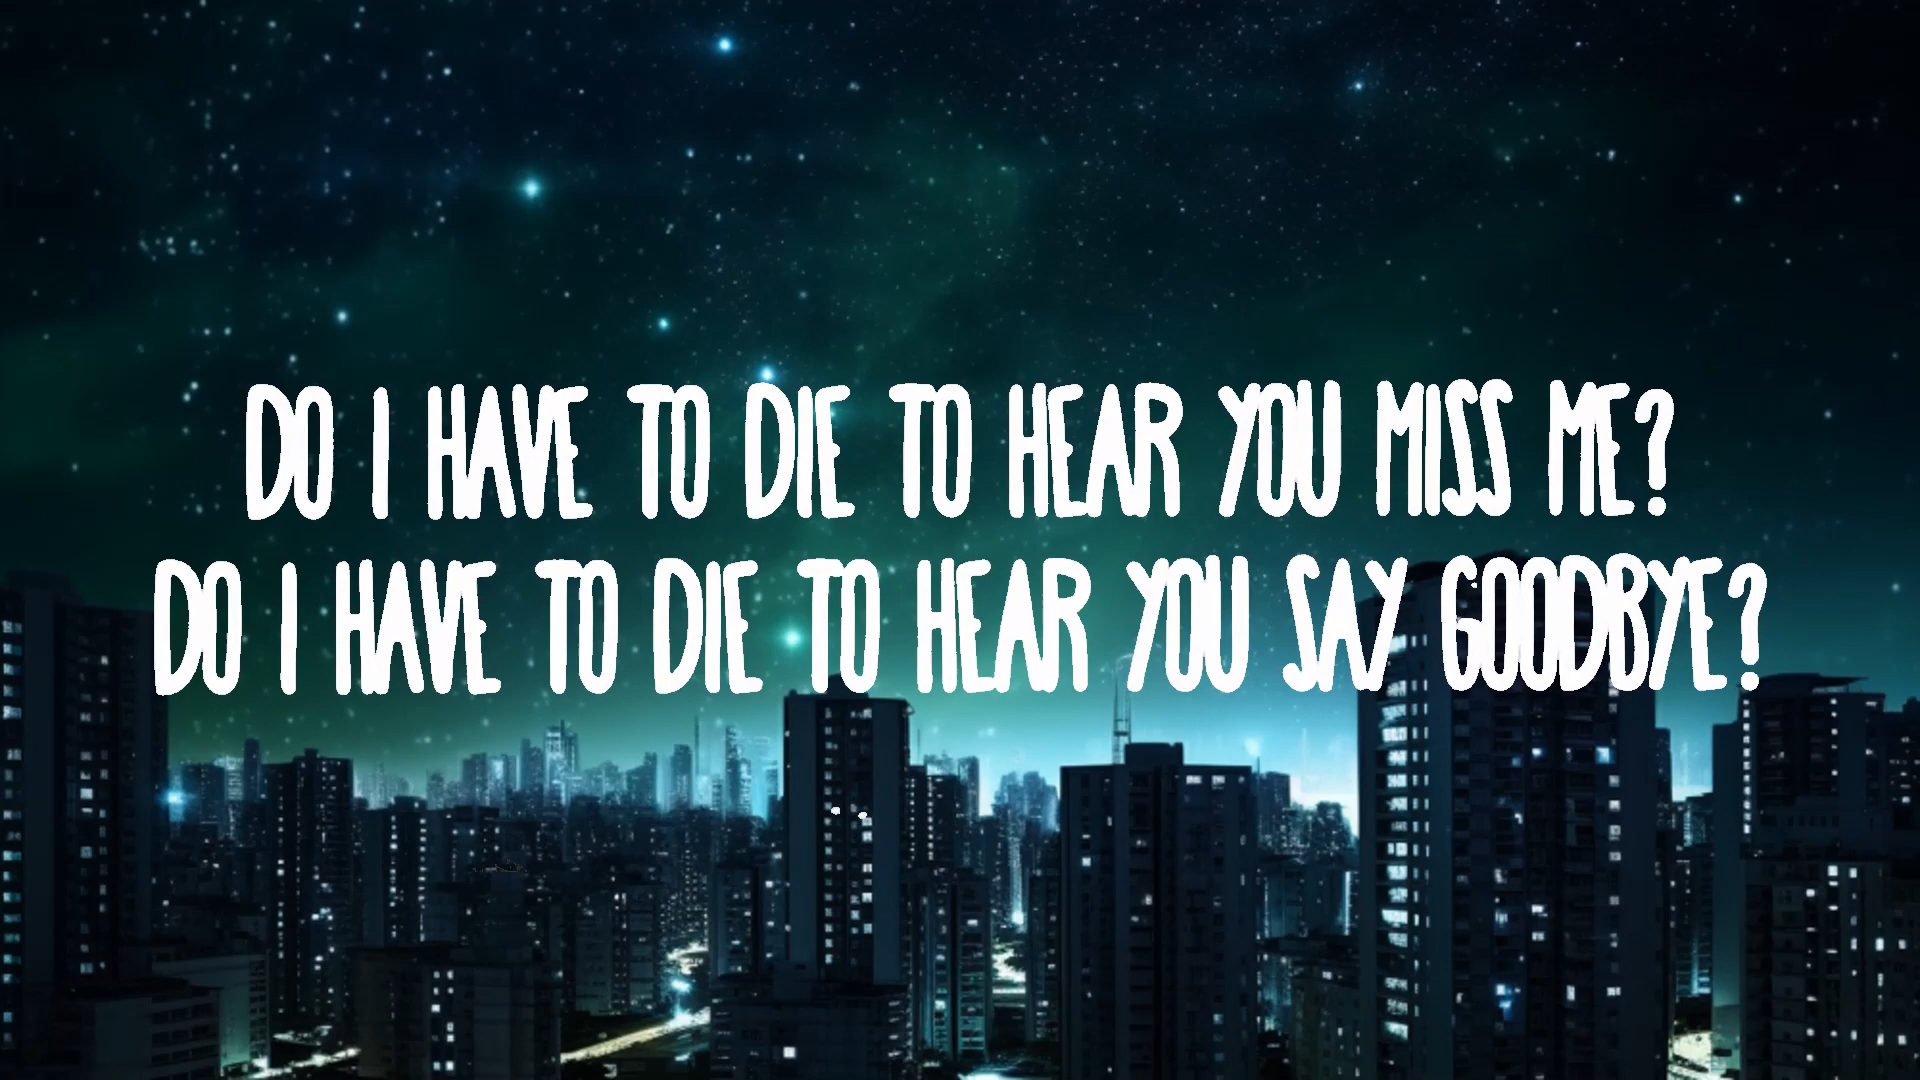 DO I HAVE TO DIE TO HEAR YOU MISS ME?
DO I HAVE TO DIE TO HEAR YOU SAY GOODBYE?